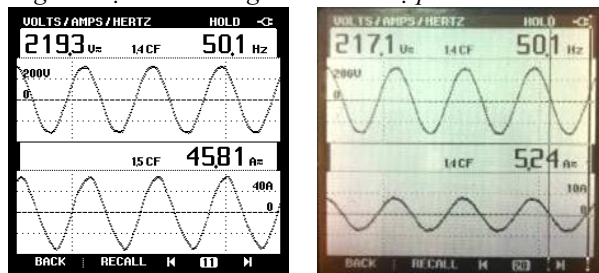 VOLTS/AMPS/HERTZ HOLD
219.3 V≂ 1.4 CF 50.1 Hz
200V
0
1.5 CF 45.81 A≂
40A
0
BACK RECALL 11
VOLTS/AMPS/HERTZ HOLD
217.1 V≂ 1.4 CF 50.1 Hz
200V
0
1.4 CF 5.24 A≂
10A
0
BACK RECALL 20